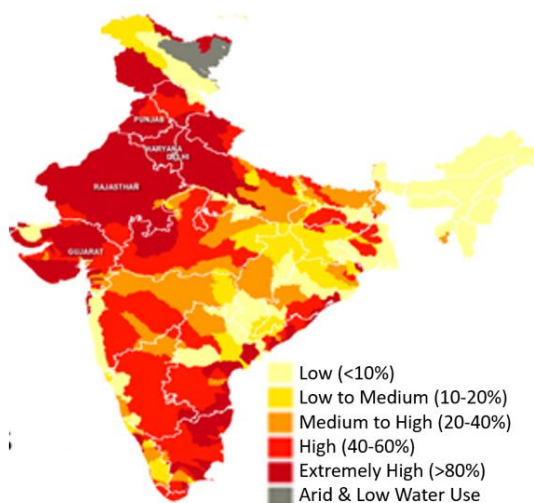 PUNJAB
HARYANA
DELHI
RAJASTHAN
GUJARAT
Low (<10%)
Low to Medium (10-20%)
Medium to High (20-40%)
High (40-60%)
Extremely High (>80%)
Arid & Low Water Use